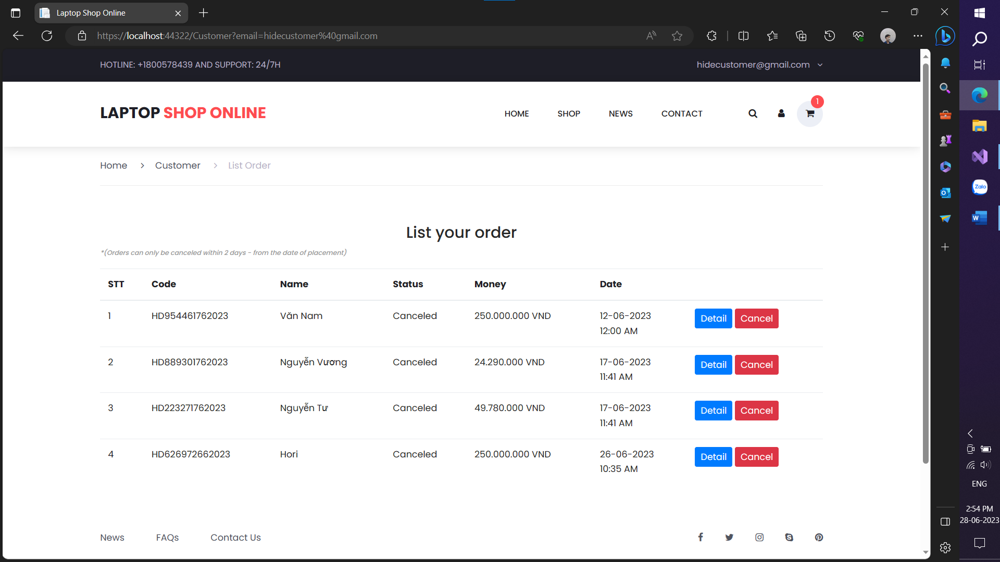 Laptop Shop Online
https://localhost:44322/Customer?email=hidecustomer%40gmail.com
HOTLINE: +1800578439 AND SUPPORT: 24/7H
hidecustomer@gmail.com
LAPTOP SHOP ONLINE
HOME SHOP NEWS CONTACT
1
Home > Customer > List Order
List your order
*(Orders can only be canceled within 2 days - from the date of placement)
STT Code Name Status Money Date
1 HD954461762023 Văn Nam Canceled 250.000.000 VND 12-06-2023 Detail Cancel
12:00 AM
2 HD889301762023 Nguyễn Vương Canceled 24.290.000 VND 17-06-2023 Detail Cancel
11:41 AM
3 HD223271762023 Nguyễn Tư Canceled 49.780.000 VND 17-06-2023 Detail Cancel
11:41 AM
4 HD626972662023 Hori Canceled 250.000.000 VND 26-06-2023 Detail Cancel
10:35 AM
News FAQs Contact Us
Zalo
ENG
2:54 PM
28-06-2023